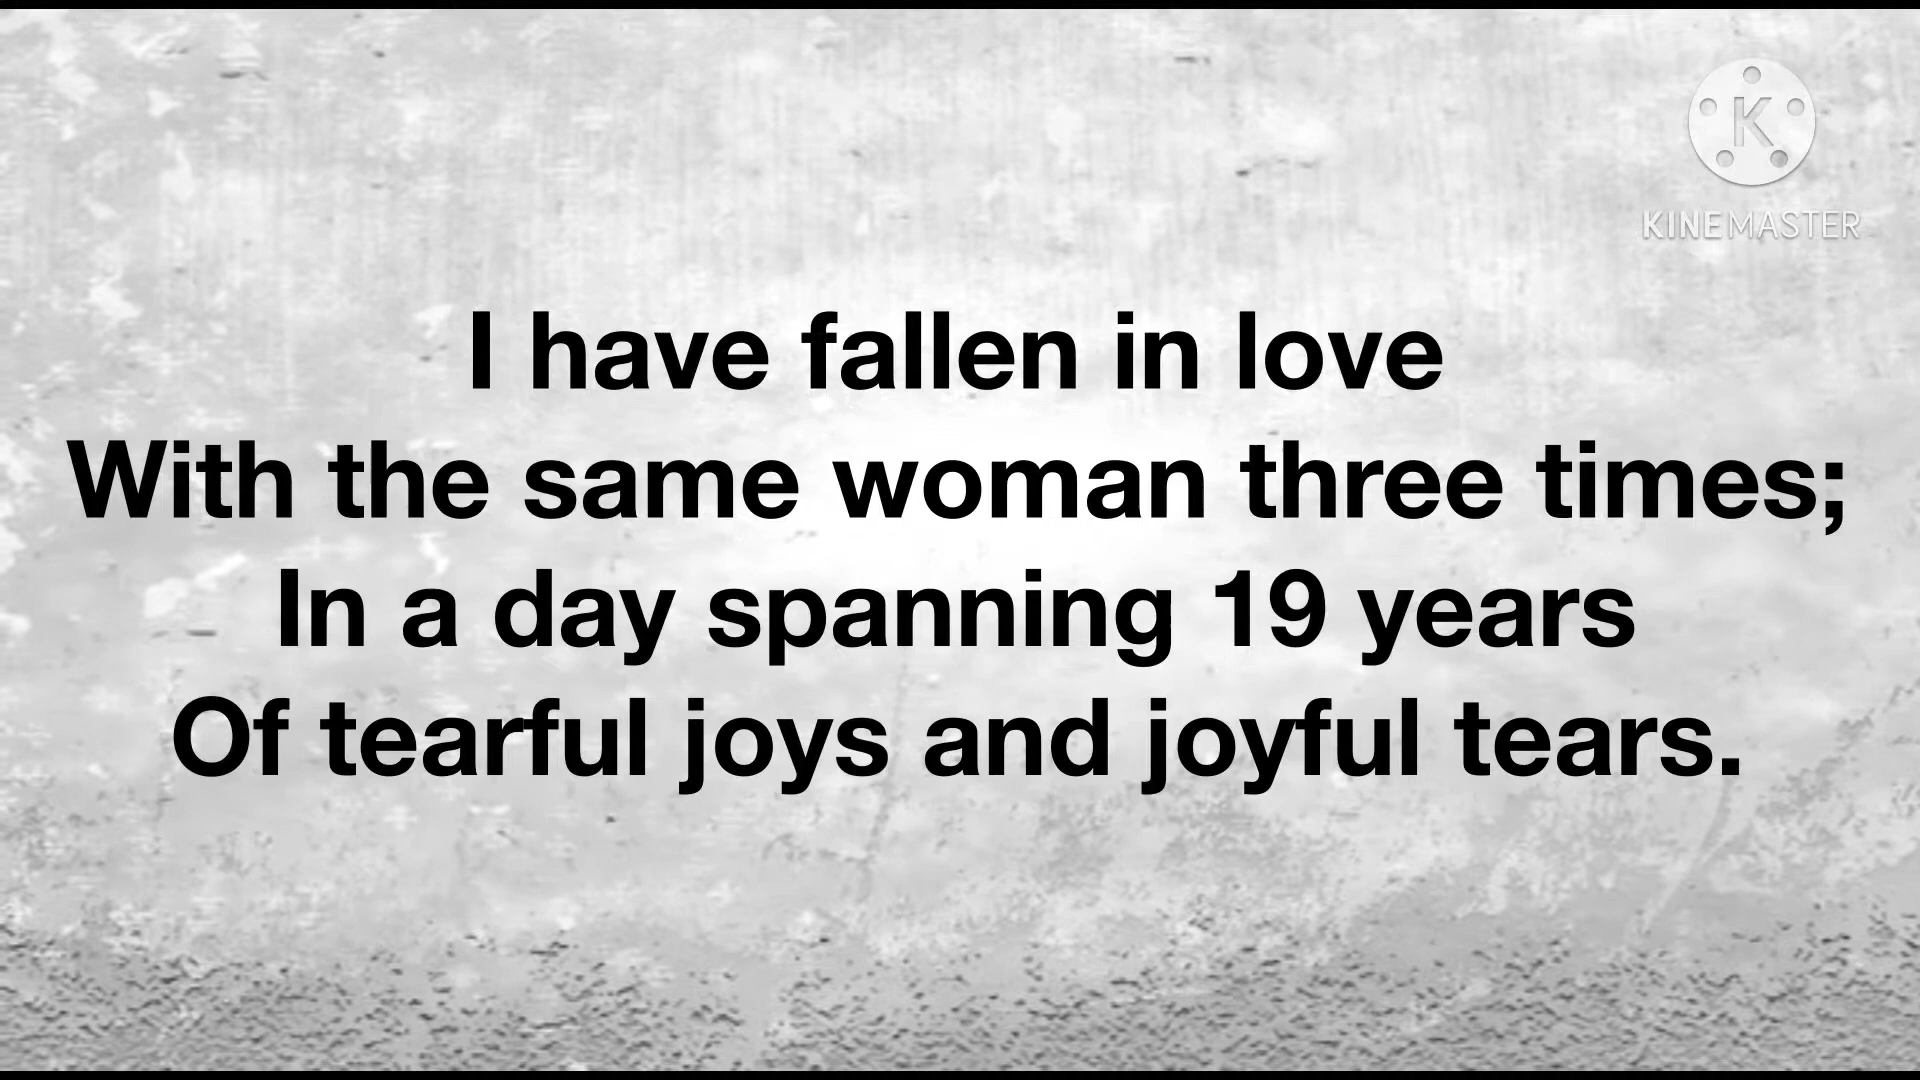 K
KINEMASTER
I have fallen in love
With the same woman three times;
In a day spanning 19 years
Of tearful joys and joyful tears.